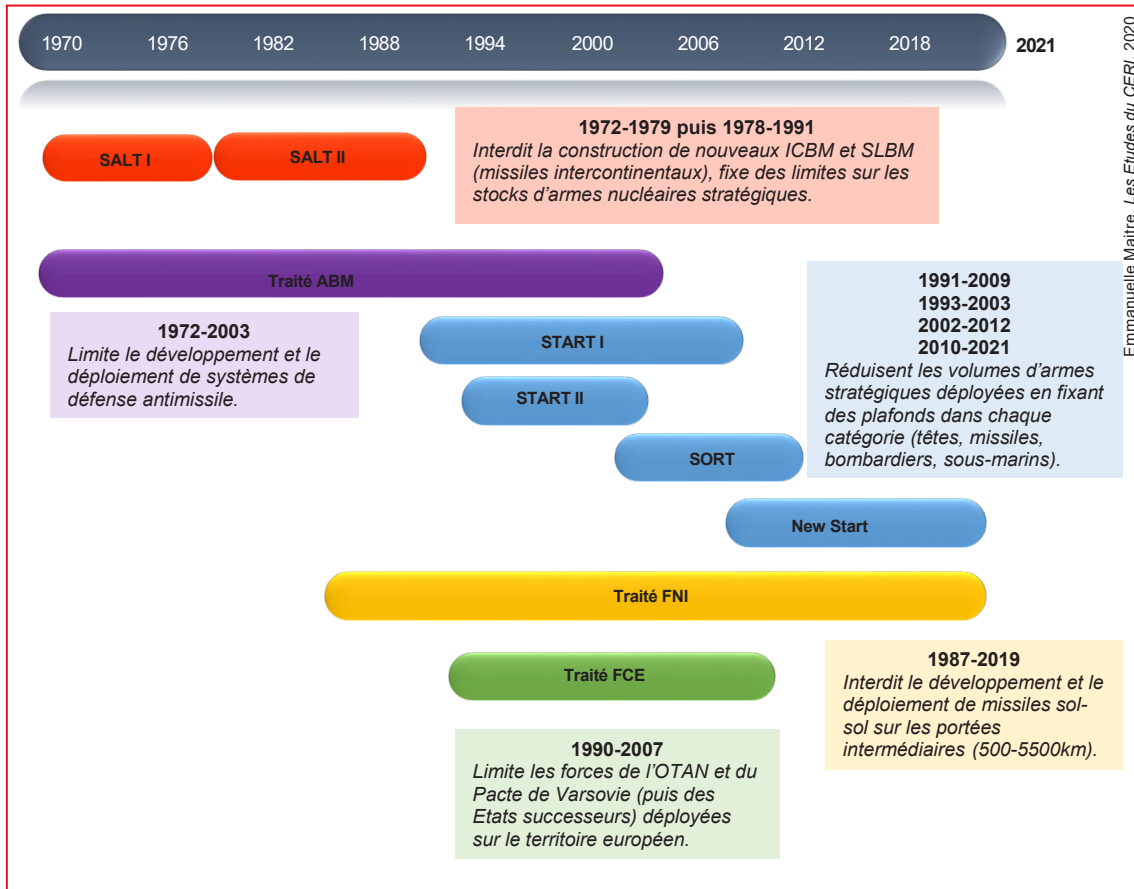 1970 1976 1982 1988 1994 2000 2006 2012 2018 2021
SALT I
SALT II
1972-1979 puis 1978-1991
Interdit la construction de nouveaux ICBM et SLBM
(missiles intercontinentaux), fixe des limites sur les
stocks d'armes nucléaires stratégiques.
Traité ABM
1972-2003
Limite le développement et le
déploiement de systèmes de
défense antimissile.
START I
START II
SORT
New Start
1991-2009
1993-2003
2002-2012
2010-2021
Réduisent les volumes d'armes
stratégiques déployées en fixant
des plafonds dans chaque
catégorie (têtes, missiles,
bombardiers, sous-marins).
Traité FNI
1987-2019
Interdit le développement et le
déploiement de missiles sol-
sol sur les portées
intermédiaires (500-5500km).
Traité FCE
1990-2007
Limite les forces de l'OTAN et du
Pacte de Varsovie (puis des
Etats successeurs) déployées
sur le territoire européen.
Emmanuelle Maitre, Les Etudes du CERI, 2020